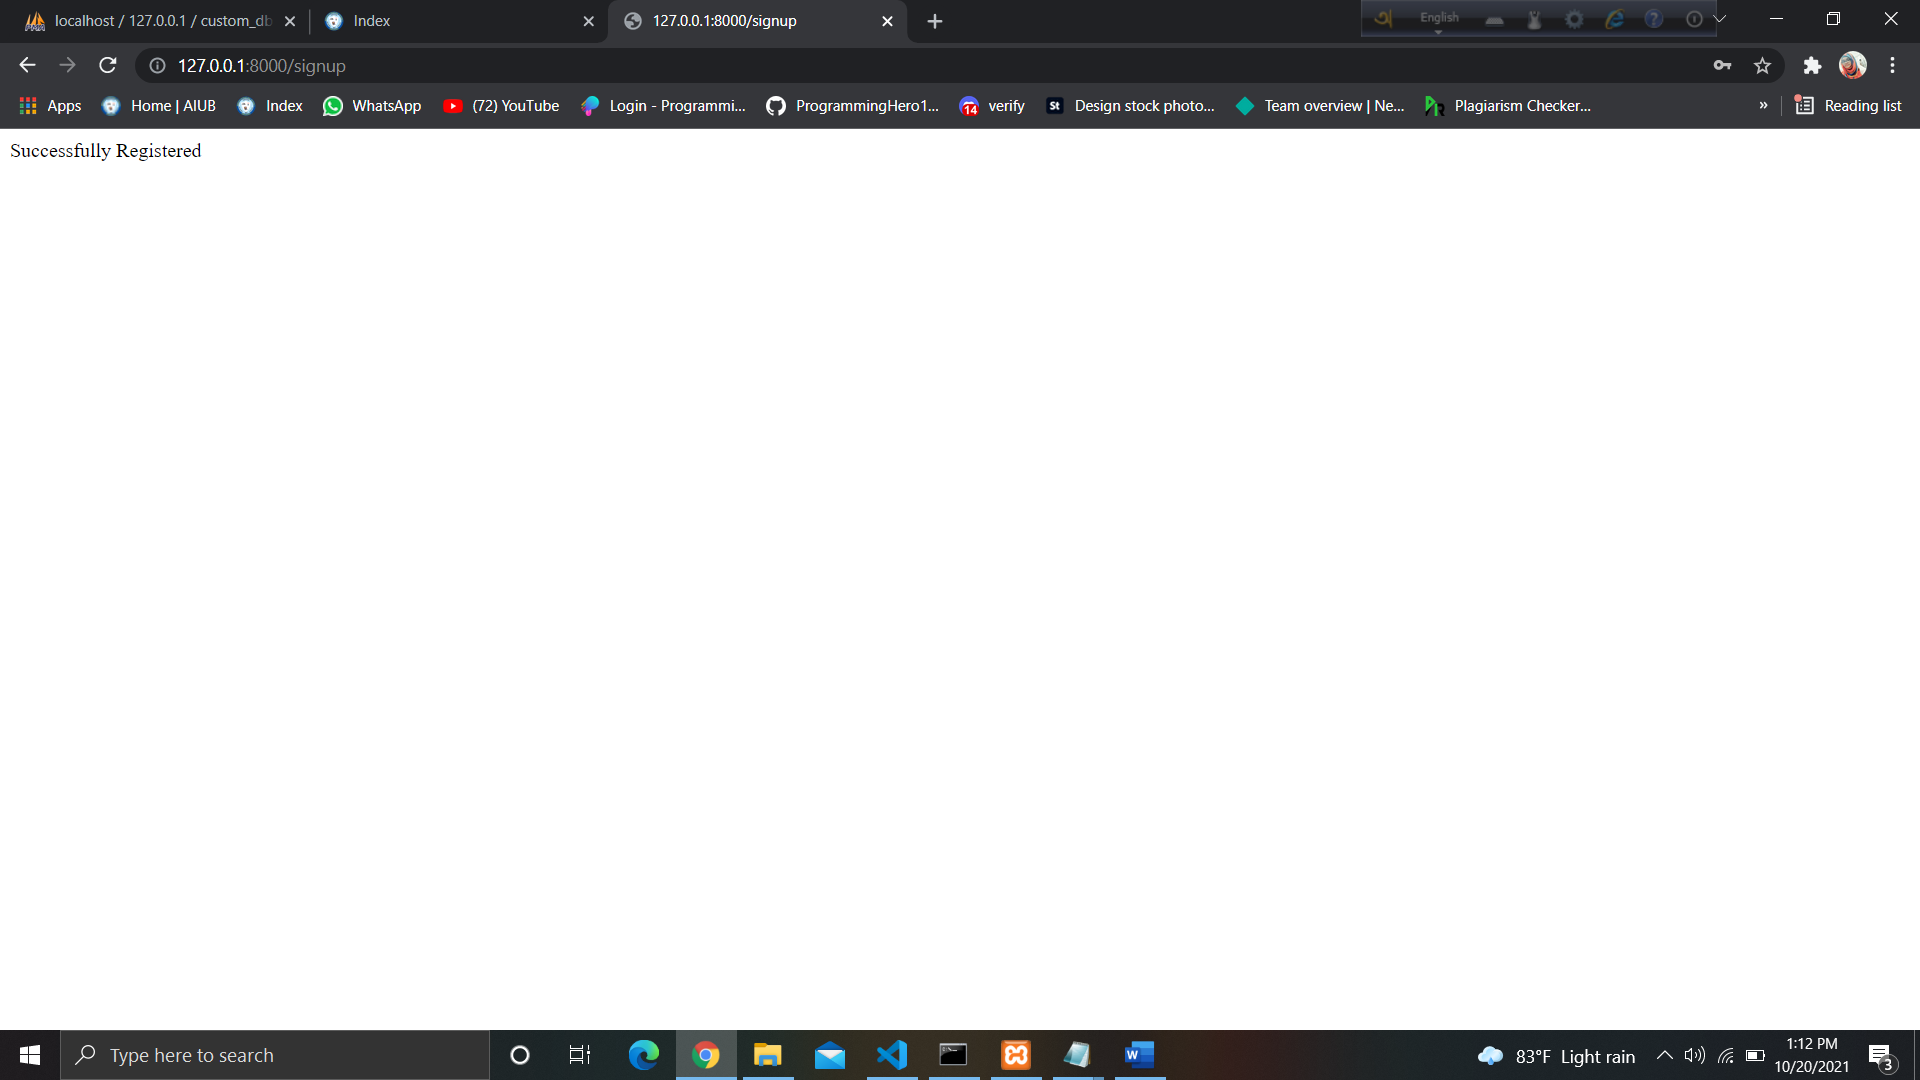 localhost / 127.0.0.1 / custom_db
Index
127.0.0.1:8000/signup
অ English
127.0.0.1:8000/signup
Apps Home | AIUB Index WhatsApp (72) YouTube Login - Programmi... ProgrammingHero1... 14 verify St Design stock photo... Team overview | Ne... Plagiarism Checker... » Reading list
Successfully Registered
Type here to search
83°F Light rain
1:12 PM
10/20/2021
3